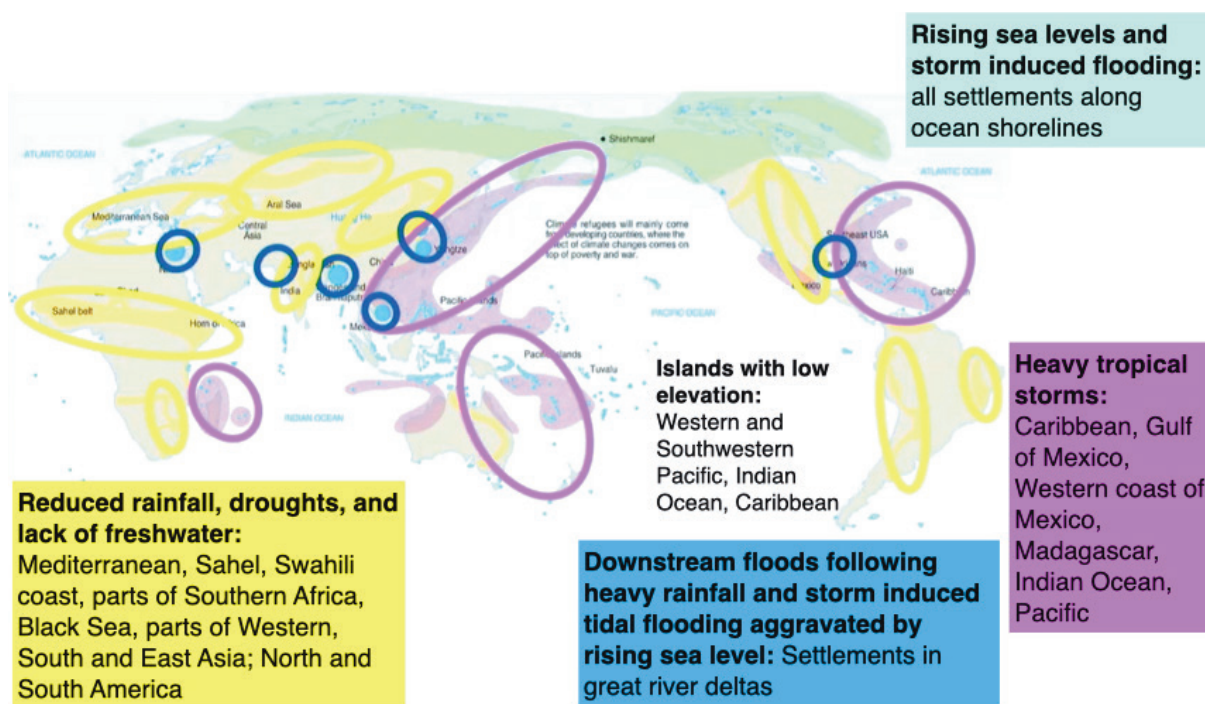 Rising sea levels and
storm induced flooding:
all settlements along
ocean shorelines
ATLANTIC OCEAN
Shishmaref
ATLANTIC OCEAN
Mediterranean Sea
Aral Sea
Central
Asia
Climate refugees will mainly come
developing countries, where the
effect of climate changes comes on
top of poverty and war.
India
Pacific Islands
PACIFIC OCEAN
Haiti
Sahel belt
Pacific Islands
Tuvalu
INDIAN OCEAN
Islands with low
elevation:
Western and
Southwestern
Pacific, Indian
Ocean, Caribbean
Heavy tropical
storms:
Caribbean, Gulf
of Mexico,
Western coast of
Mexico,
Madagascar,
Indian Ocean,
Pacific
Reduced rainfall, droughts, and
lack of freshwater:
Mediterranean, Sahel, Swahili
coast, parts of Southern Africa,
Black Sea, parts of Western,
South and East Asia; North and
South America
Downstream floods following
heavy rainfall and storm induced
tidal flooding aggravated by
rising sea level: Settlements in
great river deltas